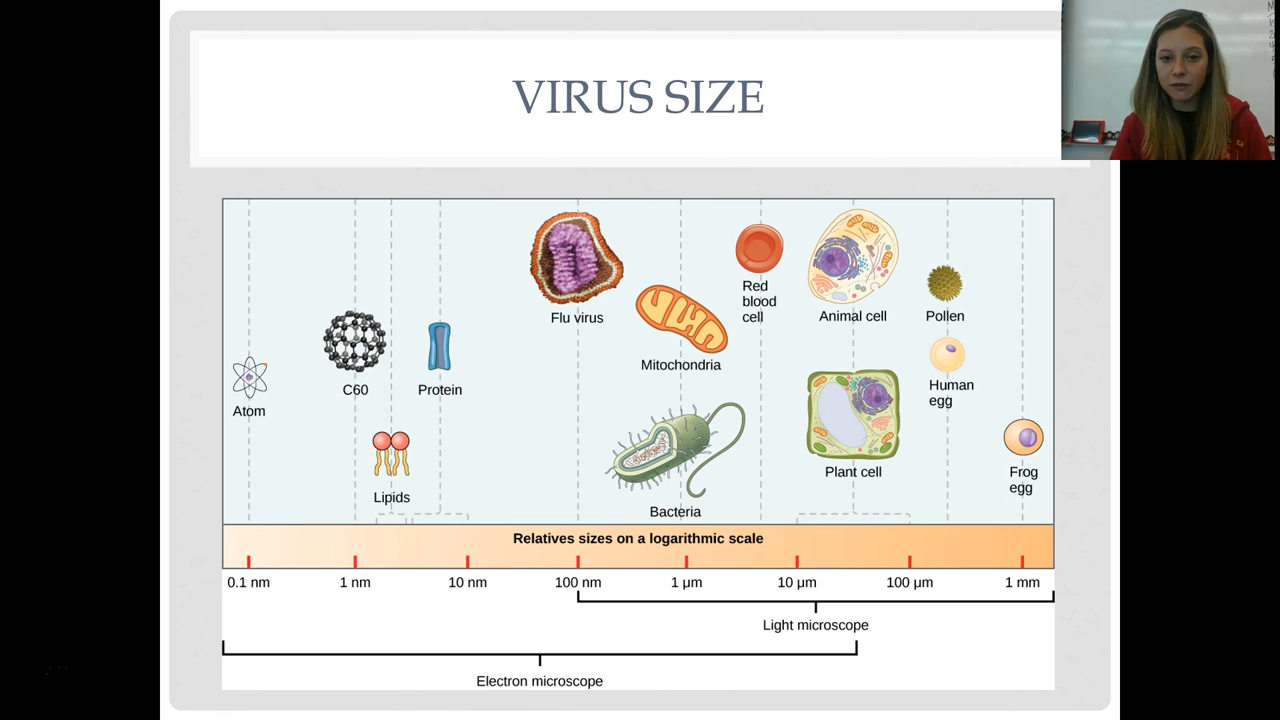 VIRUS SIZE
Flu virus
Red
blood
cell
Animal cell
Pollen
Mitochondria
C60
Protein
Human
egg
Atom
Plant cell
Frog
egg
Lipids
Bacteria
Relatives sizes on a logarithmic scale
0.1 nm 1 nm 10 nm 100 nm 1 μm 10 μm 100 μm 1 mm
Light microscope
Electron microscope